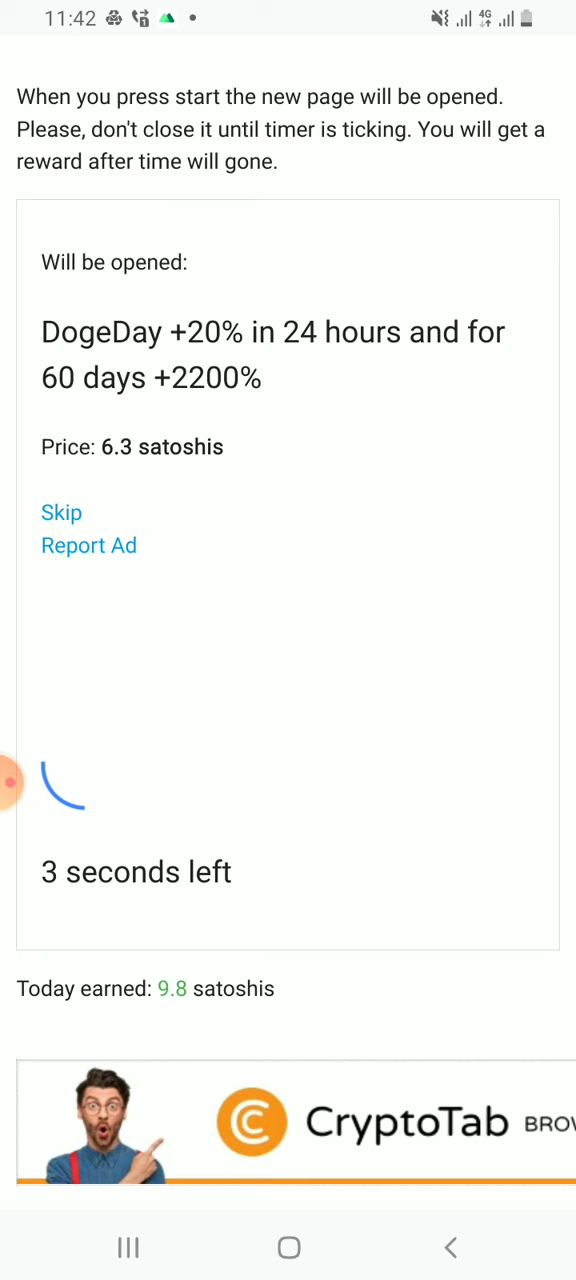 11:42
4G
When you press start the new page will be opened.
Please, don't close it until timer is ticking. You will get a
reward after time will gone.
Will be opened:
DogeDay +20% in 24 hours and for
60 days +2200%
Price: 6.3 satoshis
Skip
Report Ad
3 seconds left
Today earned: 9.8 satoshis
CryptoTab